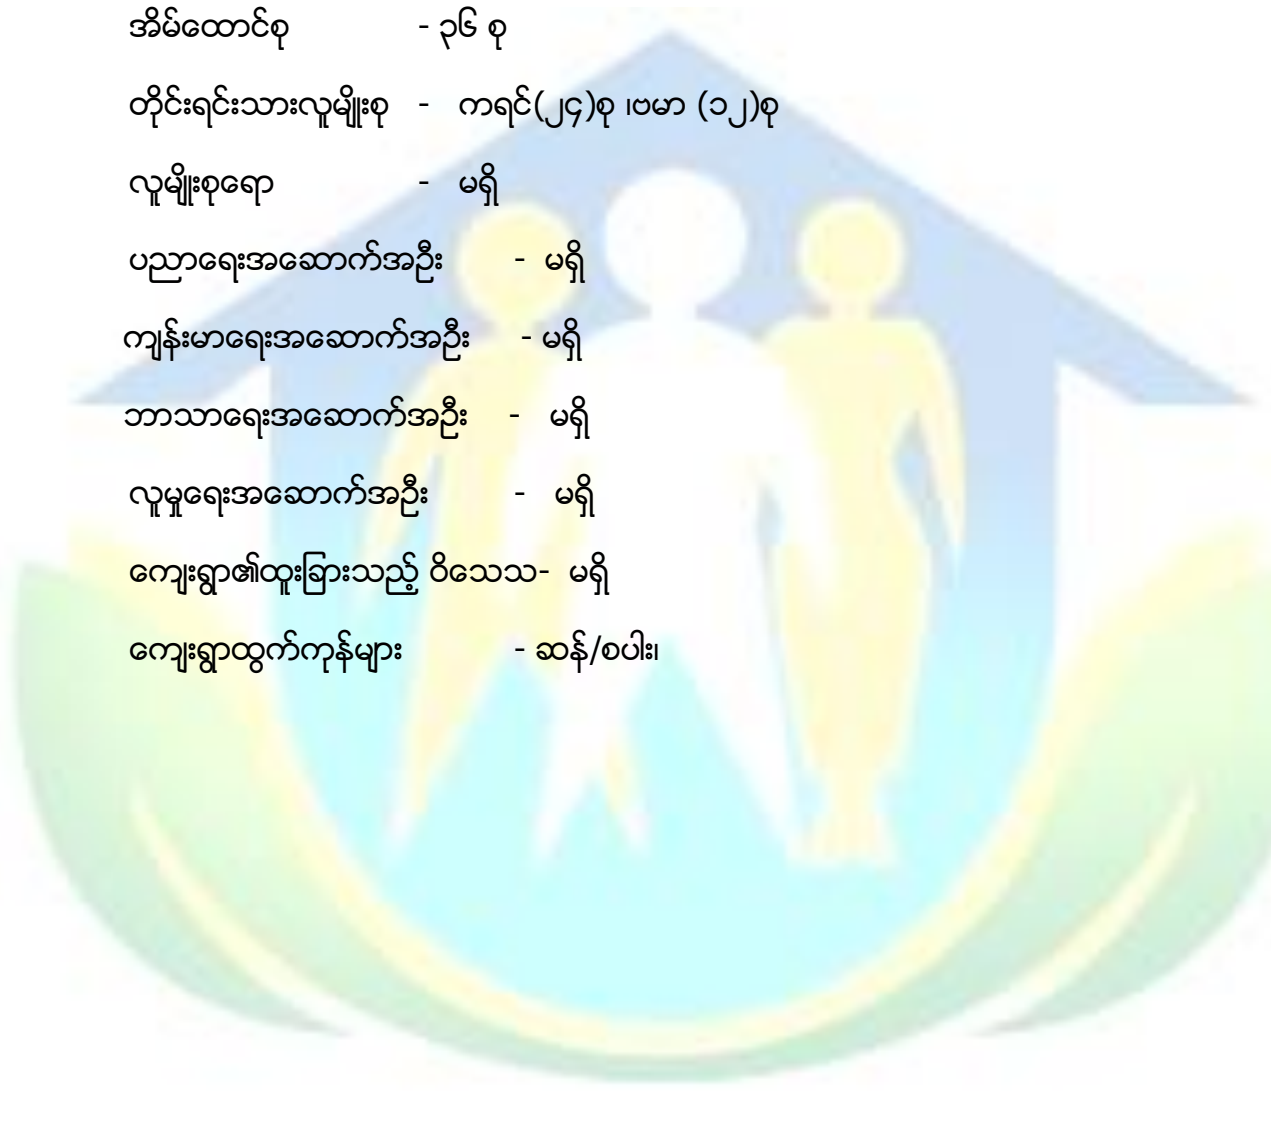 အိမ်ထောင်စု - ၃၆ စု
တိုင်းရင်းသားလူမျိုးစု - ကရင်(၂၄)စု ၊ဗမာ (၁၂)စု
လူမျိုးစုရော - မရှိ
ပညာရေးအဆောက်အဦး - မရှိ
ကျန်းမာရေးအဆောက်အဦး - မရှိ
ဘာသာရေးအဆောက်အဦး - မရှိ
လူမှုရေးအဆောက်အဦး - မရှိ
ကျေးရွာ၏ထူးခြားသည့် ဝိသေသ- မရှိ
ကျေးရွာထွက်ကုန်များ - ဆန်/စပါး၊